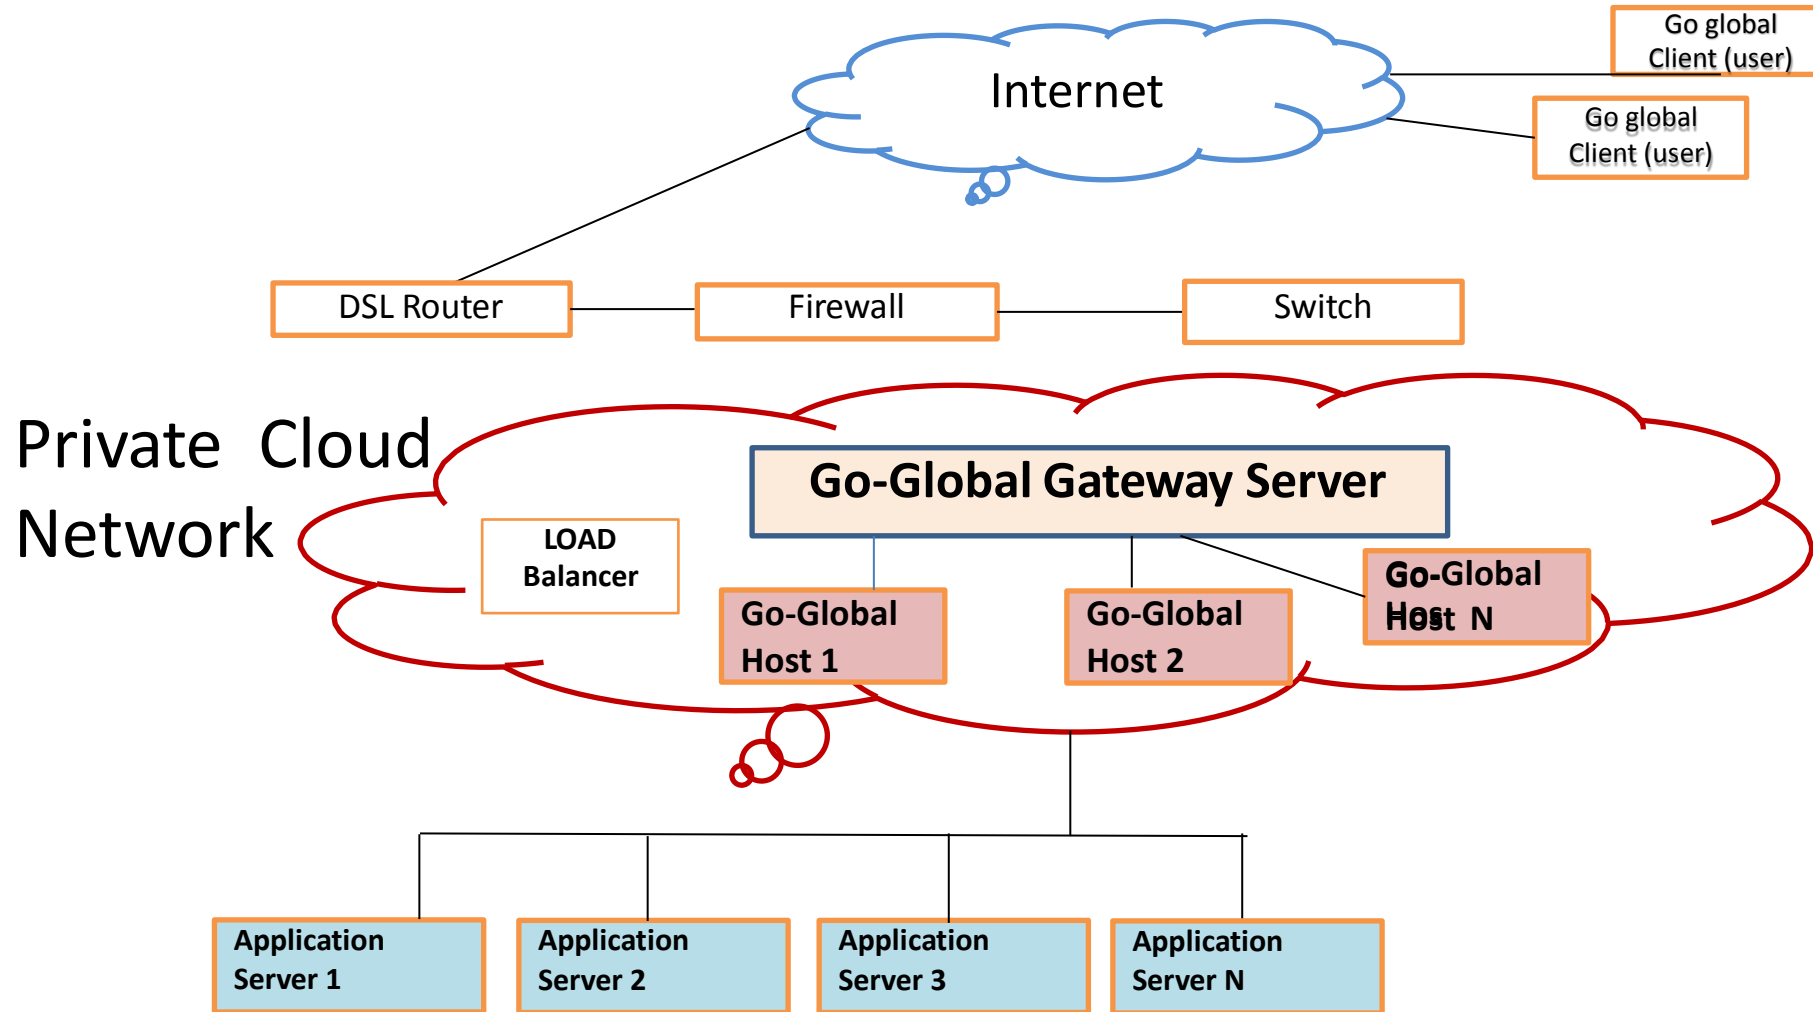 Go global
Client (user)
Internet
Go global
Client (user)
DSL Router
Firewall
Switch
Private Cloud
Network
Go-Global Gateway Server
LOAD
Balancer
Go-Global
Host 1
Go-Global
Host 2
Go-Global
Host N
Application
Server 1
Application
Server 2
Application
Server 3
Application
Server N